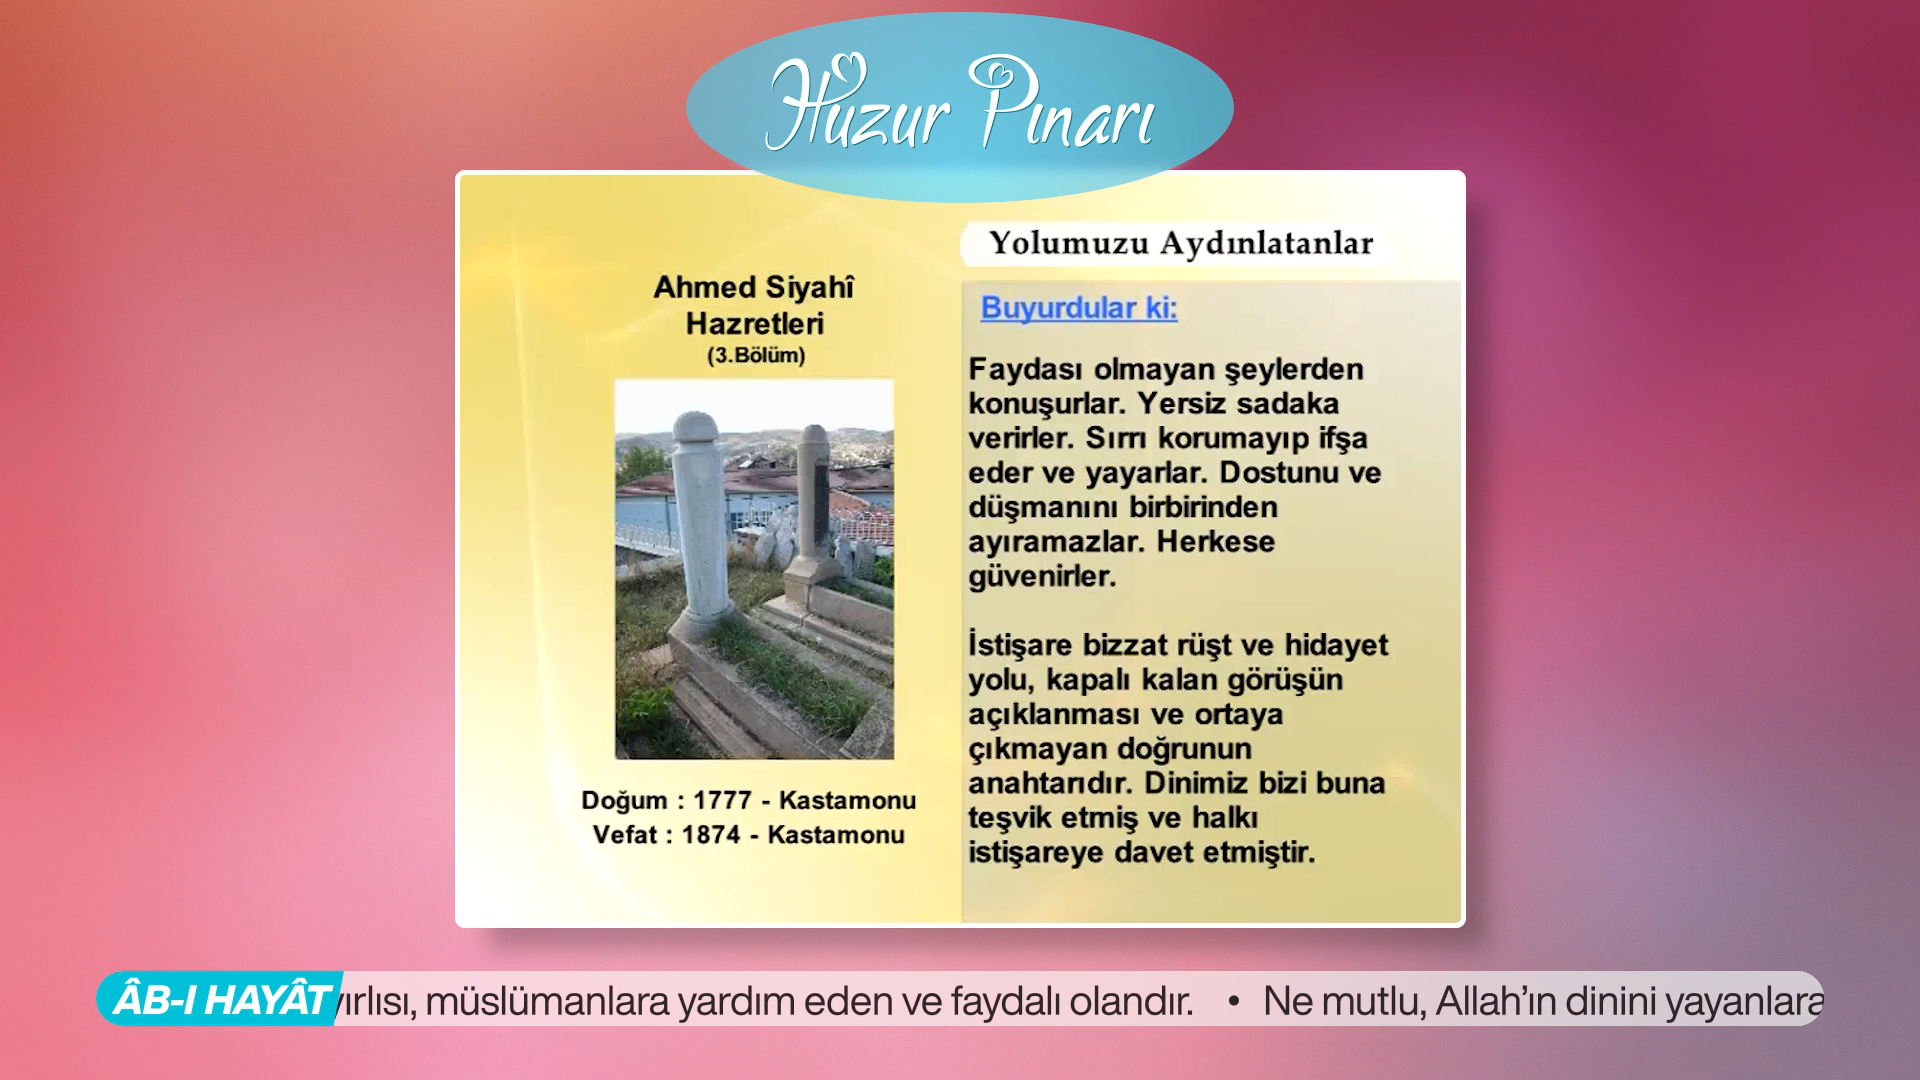 Huzur Pınarı
Yolumuzu Aydınlatanlar
Ahmed Siyahî
Hazretleri
(3.Bölüm)
Doğum : 1777 - Kastamonu
Vefat : 1874 - Kastamonu
Buyurdular ki:
Faydası olmayan şeylerden
konuşurlar. Yersiz sadaka
verirler. Sırrı korumayıp ifşa
eder ve yayarlar. Dostunu ve
düşmanını birbirinden
ayıramazlar. Herkese
güvenirler.
İstişare bizzat rüşt ve hidayet
yolu, kapalı kalan görüşün
açıklanması ve ortaya
çıkmayan doğrunun
anahtarıdır. Dinimiz bizi buna
teşvik etmiş ve halkı
istişareye davet etmiştir.
ÂB-I HAYÂT müslümanlara yardım eden ve faydalı olandır. • Ne mutlu, Allah’ın dinini yayanlara